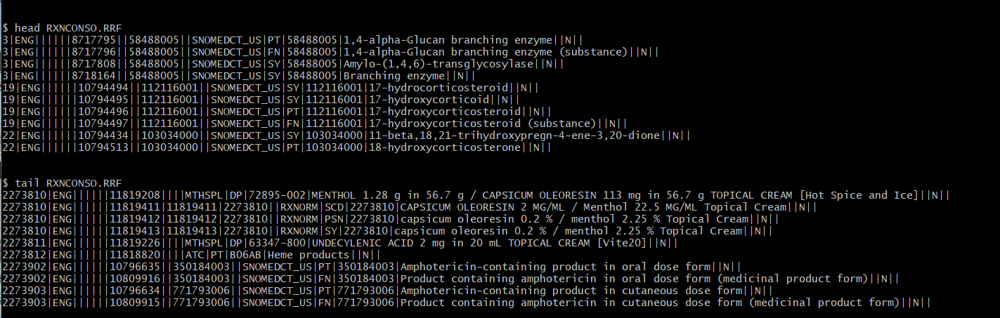 $ head RXNCONSO.RRF
3|ENG||||||8717795||58488005||SNOMEDCT_US|PT|58488005|1,4-alpha-Glucan branching enzyme||N||
3|ENG||||||8717796||58488005||SNOMEDCT_US|FN|58488005|1,4-alpha-Glucan branching enzyme (substance)||N||
3|ENG||||||8717808||58488005||SNOMEDCT_US|SY|58488005|Amylo-(1,4,6)-transglycosylase||N||
3|ENG||||||8718164||58488005||SNOMEDCT_US|SY|58488005|Branching enzyme||N||
19|ENG||||||10794494||112116001||SNOMEDCT_US|SY|112116001|17-hydrocorticosteroid||N||
19|ENG||||||10794495||112116001||SNOMEDCT_US|SY|112116001|17-hydroxycorticoid||N||
19|ENG||||||10794496||112116001||SNOMEDCT_US|PT|112116001|17-hydroxycorticosteroid||N||
19|ENG||||||10794497||112116001||SNOMEDCT_US|FN|112116001|17-hydroxycorticosteroid (substance)||N||
22|ENG||||||10794434||103034000||SNOMEDCT_US|SY|103034000|11-beta,18,21-trihydroxypregn-4-ene-3,20-dione||N||
22|ENG||||||10794513||103034000||SNOMEDCT_US|PT|103034000|18-hydroxycorticosterone||N||
$ tail RXNCONSO.RRF
2273810|ENG||||||11819208||||MTHSPL|DP|72895-002|MENTHOL 1.28 g in 56.7 g / CAPSICUM OLEORESIN 113 mg in 56.7 g TOPICAL CREAM [Hot Spice and Ice]||N||
2273810|ENG||||||11819411|11819411|2273810||RXNORM|SCD|2273810|CAPSICUM OLEORESIN 2 MG/ML / Menthol 22.5 MG/ML Topical Cream||N||
2273810|ENG||||||11819412|11819412|2273810||RXNORM|PSN|2273810|capsicum oleoresin 0.2 % / menthol 2.25 % Topical Cream||N||
2273810|ENG||||||11819413|11819413|2273810||RXNORM|SY|2273810|capsicum oleoresin 0.2 % / menthol 2.25 % Topical Cream||N||
2273811|ENG||||||11819226||||MTHSPL|DP|63347-800|UNDECYLENIC ACID 2 mg in 20 mL TOPICAL CREAM [Vite20]||N||
2273812|ENG||||||11818820||||ATC|PT|B06AB|Heme products||N||
2273902|ENG||||||10796635||350184003||SNOMEDCT_US|PT|350184003|Amphotericin-containing product in oral dose form||N||
2273902|ENG||||||10809916||350184003||SNOMEDCT_US|FN|350184003|Product containing amphotericin in oral dose form (medicinal product form)||N||
2273903|ENG||||||10796634||771793006||SNOMEDCT_US|PT|771793006|Amphotericin-containing product in cutaneous dose form||N||
2273903|ENG||||||10809915||771793006||SNOMEDCT_US|FN|771793006|Product containing amphotericin in cutaneous dose form (medicinal product form)||N||